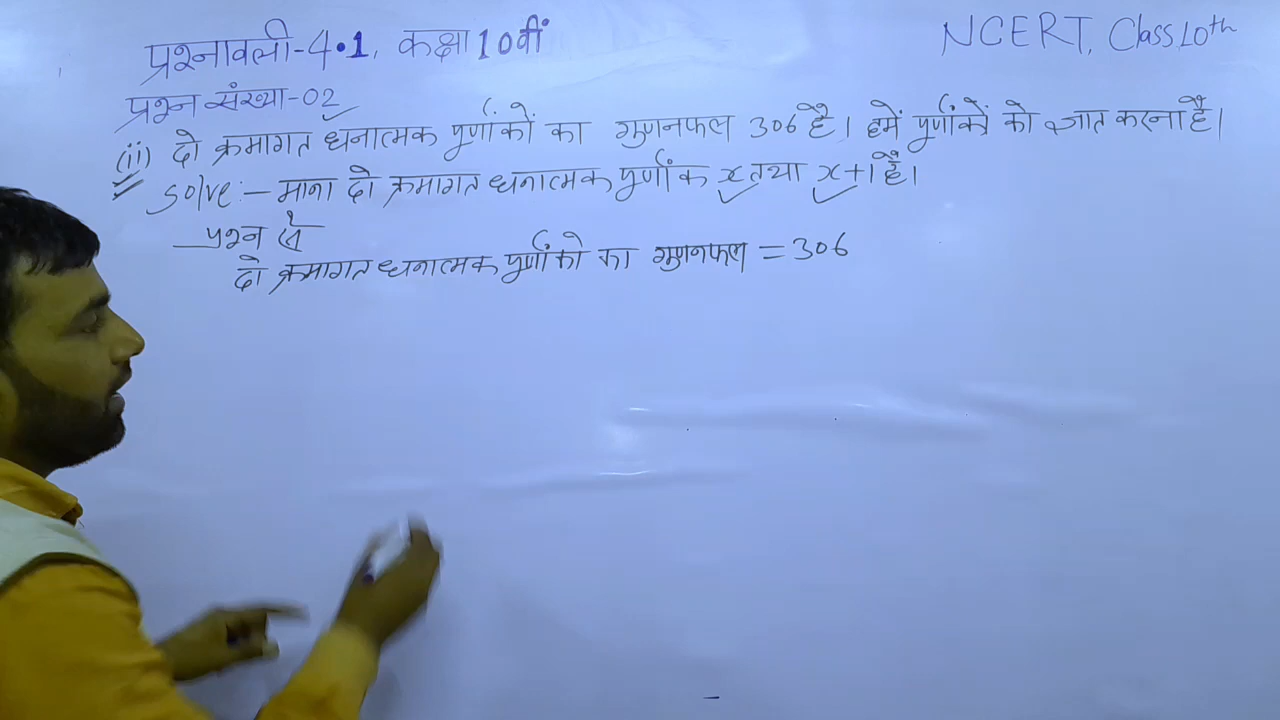 प्रश्नावली-4.1, कक्षा 10वीं
NCERT, Class 10th
प्रश्न संख्या-02
(ii) दो क्रमागत धनात्मक पूर्णांकों का गुणनफल 306 है। हमें पूर्णांकों को ज्ञात करना है।
Solve:- माना दो क्रमागत धनात्मक पूर्णांक x तथा x+1 हैं।
प्रश्न से
दो क्रमागत धनात्मक पूर्णांको का गुणनफल = 306